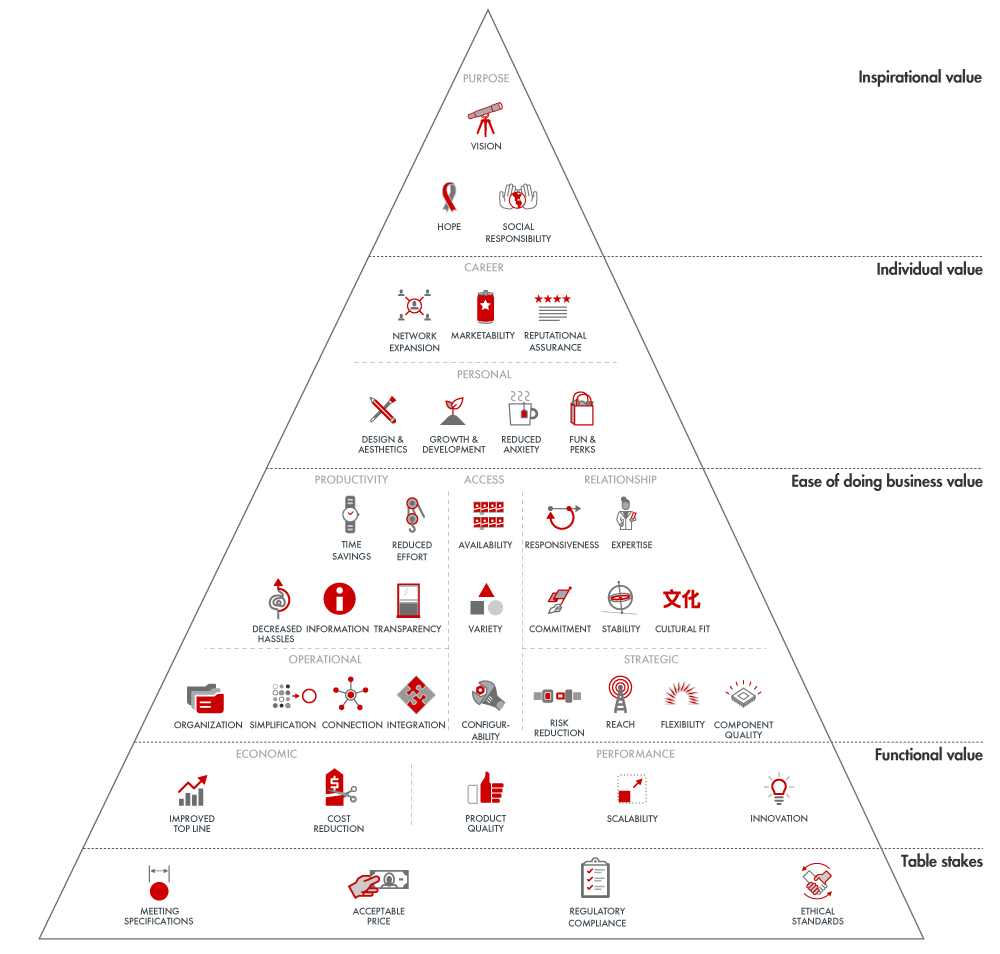 PURPOSE
Inspirational value
VISION
HOPE
SOCIAL
RESPONSIBILITY
Individual value
CAREER
NETWORK
EXPANSION
MARKETABILITY
REPUTATIONAL
ASSURANCE
PERSONAL
DESIGN &
AESTHETICS
GROWTH &
DEVELOPMENT
REDUCED
ANXIETY
FUN &
PERKS
Ease of doing business value
PRODUCTIVITY
ACCESS
RELATIONSHIP
TIME
SAVINGS
REDUCED
EFFORT
AVAILABILITY
RESPONSIVENESS
EXPERTISE
DECREASED
HASSLES
INFORMATION
TRANSPARENCY
VARIETY
COMMITMENT
STABILITY
文化
CULTURAL FIT
OPERATIONAL
STRATEGIC
ORGANIZATION
SIMPLIFICATION
CONNECTION
INTEGRATION
CONFIGUR-
ABILITY
RISK
REDUCTION
REACH
FLEXIBILITY
COMPONENT
QUALITY
Functional value
ECONOMIC
PERFORMANCE
$
IMPROVED
TOP LINE
COST
REDUCTION
PRODUCT
QUALITY
SCALABILITY
INNOVATION
Table stakes
MEETING
SPECIFICATIONS
ACCEPTABLE
PRICE
REGULATORY
COMPLIANCE
ETHICAL
STANDARDS